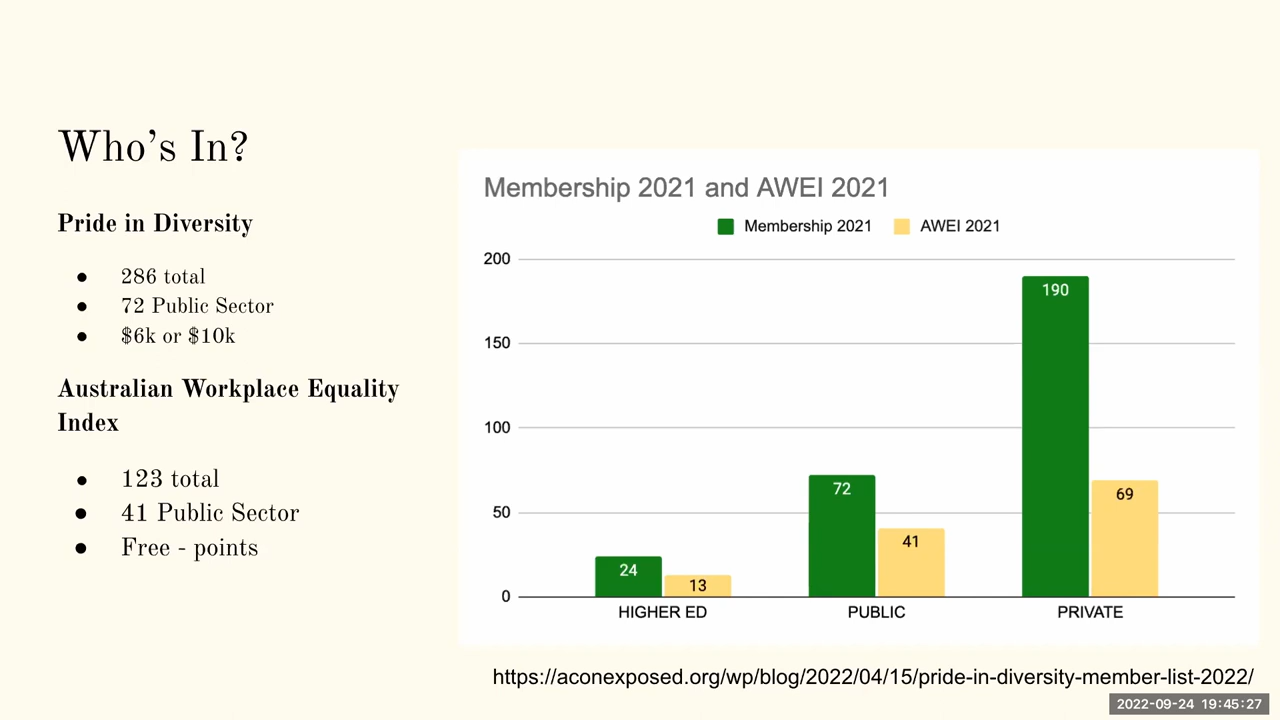 Who's In?
Pride in Diversity
● 286 total
● 72 Public Sector
● $6k or $10k
Australian Workplace Equality
Index
● 123 total
● 41 Public Sector
● Free - points
Membership 2021 and AWEI 2021
Membership 2021 AWEI 2021
200
150
100
50
0
24
13
72
41
190
69
HIGHER ED PUBLIC PRIVATE
https://aconexposed.org/wp/blog/2022/04/15/pride-in-diversity-member-list-2022/
2022-09-24 19:45:27